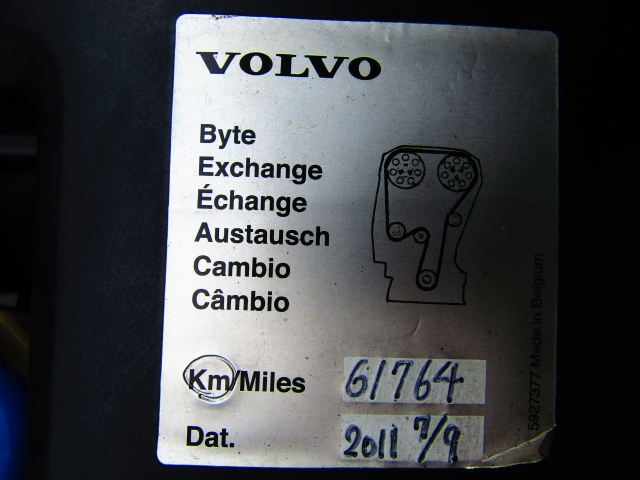 VOLVO
Byte
Exchange
Échange
Austausch
Cambio
Câmbio
Km/Miles 61764
Dat. 2011 7/9
5927377 Made in Belgium